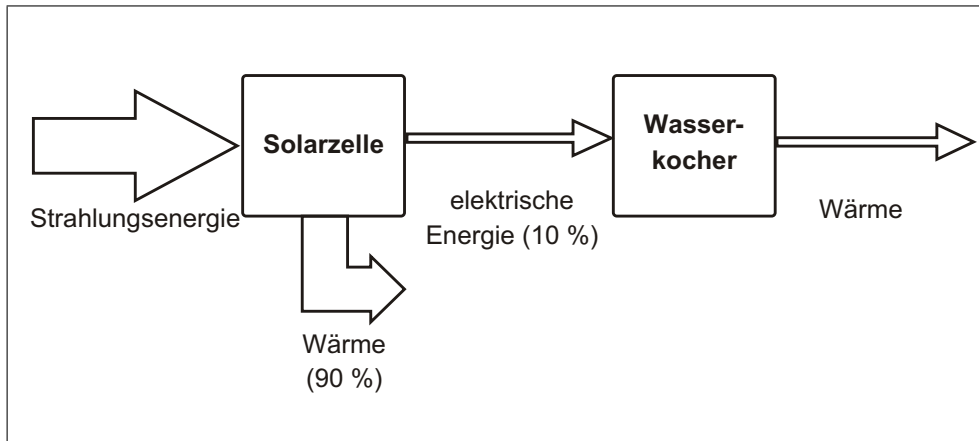 Strahlungsenergie
Solarzelle
Wärme
(90 %)
elektrische
Energie (10 %)
Wasser-
kocher
Wärme